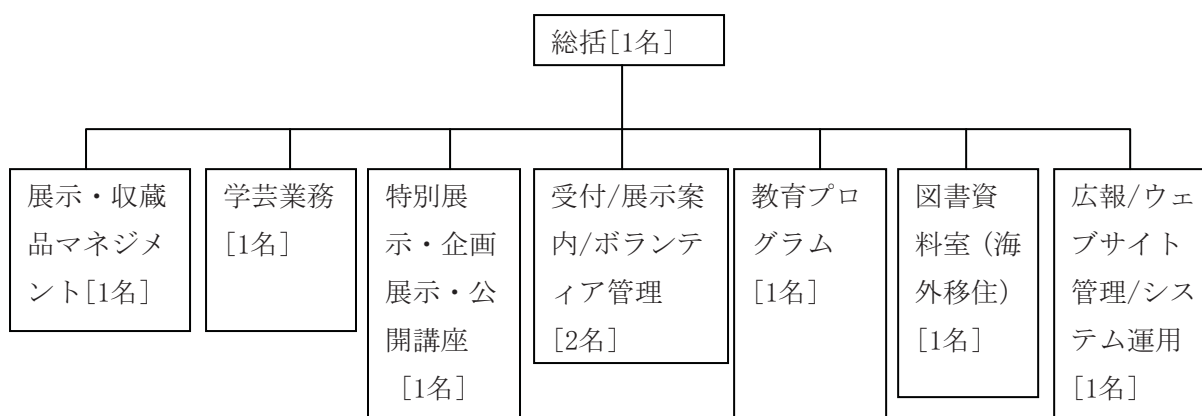 総括[1名]
展示・収蔵
品マネジメ
ント[1名]
学芸業務
[1名]
特別展
示・企画
展示・公
開講座
[1名]
受付/展示案
内/ボランテ
ィア管理
[2名]
教育プロ
グラム
[1名]
図書資
料室（海
外移住）
[1名]
広報/ウェ
ブサイト
管理/シス
テム運用
[1名]